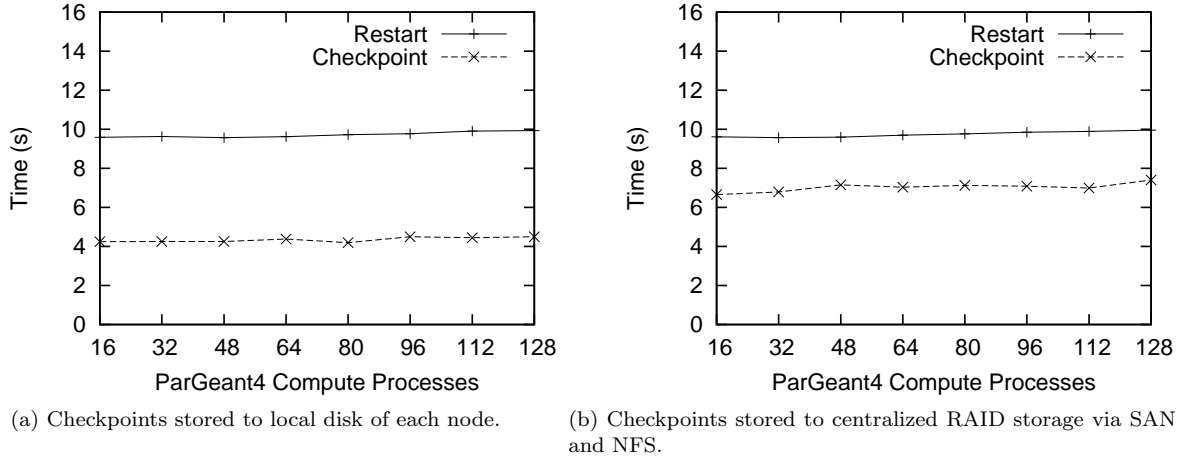 16
14
12
10
8
6
4
2
0
Time (s)
Restart
Checkpoint
16 32 48 64 80 96 112 128
ParGeant4 Compute Processes
(a) Checkpoints stored to local disk of each node.
16
14
12
10
8
6
4
2
0
Time (s)
Restart
Checkpoint
16 32 48 64 80 96 112 128
ParGeant4 Compute Processes
(b) Checkpoints stored to centralized RAID storage via SAN
and NFS.